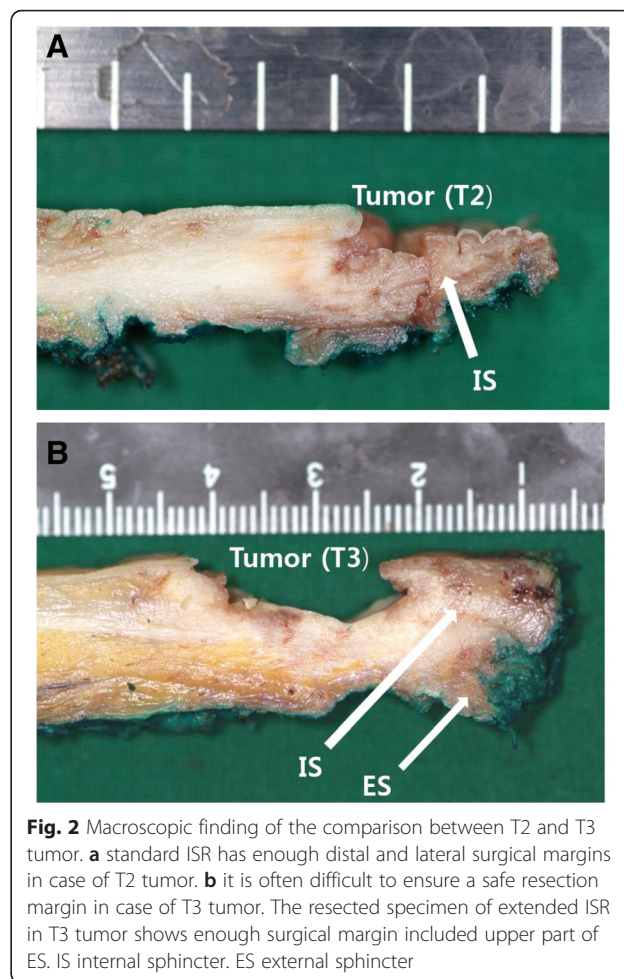 A
Tumor (T2)
IS
B
5 4 3 2 1
Tumor (T3)
IS
ES
Fig. 2 Macroscopic finding of the comparison between T2 and T3
tumor. a standard ISR has enough distal and lateral surgical margins
in case of T2 tumor. b it is often difficult to ensure a safe resection
margin in case of T3 tumor. The resected specimen of extended ISR
in T3 tumor shows enough surgical margin included upper part of
ES. IS internal sphincter. ES external sphincter